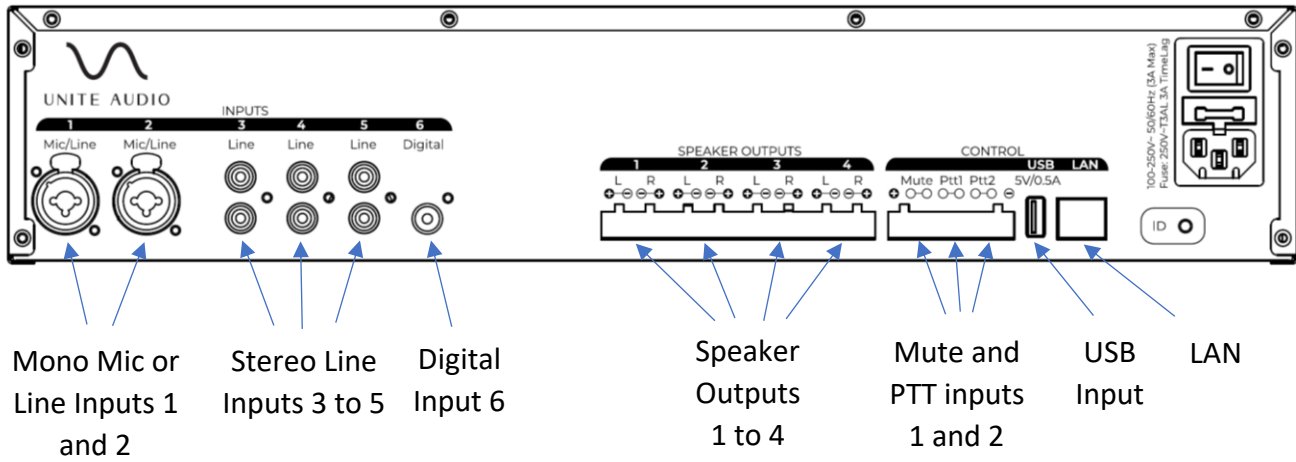 UNITE AUDIO
INPUTS
1 2 3 4 5 6
Mic/Line Mic/Line Line Line Line Digital
SPEAKER OUTPUTS
1 2 3 4
L R L R L R L R
CONTROL
USB LAN
Mute Ptt1 Ptt2 5V/0.5A
100-250V~ 50/60Hz (3A Max)
Fuse: 250V~T3AL 3A TimeLag
ID
Mono Mic or
Line Inputs 1
and 2
Stereo Line
Inputs 3 to 5
Digital
Input 6
Speaker
Outputs
1 to 4
Mute and
PTT inputs
1 and 2
USB
Input
LAN